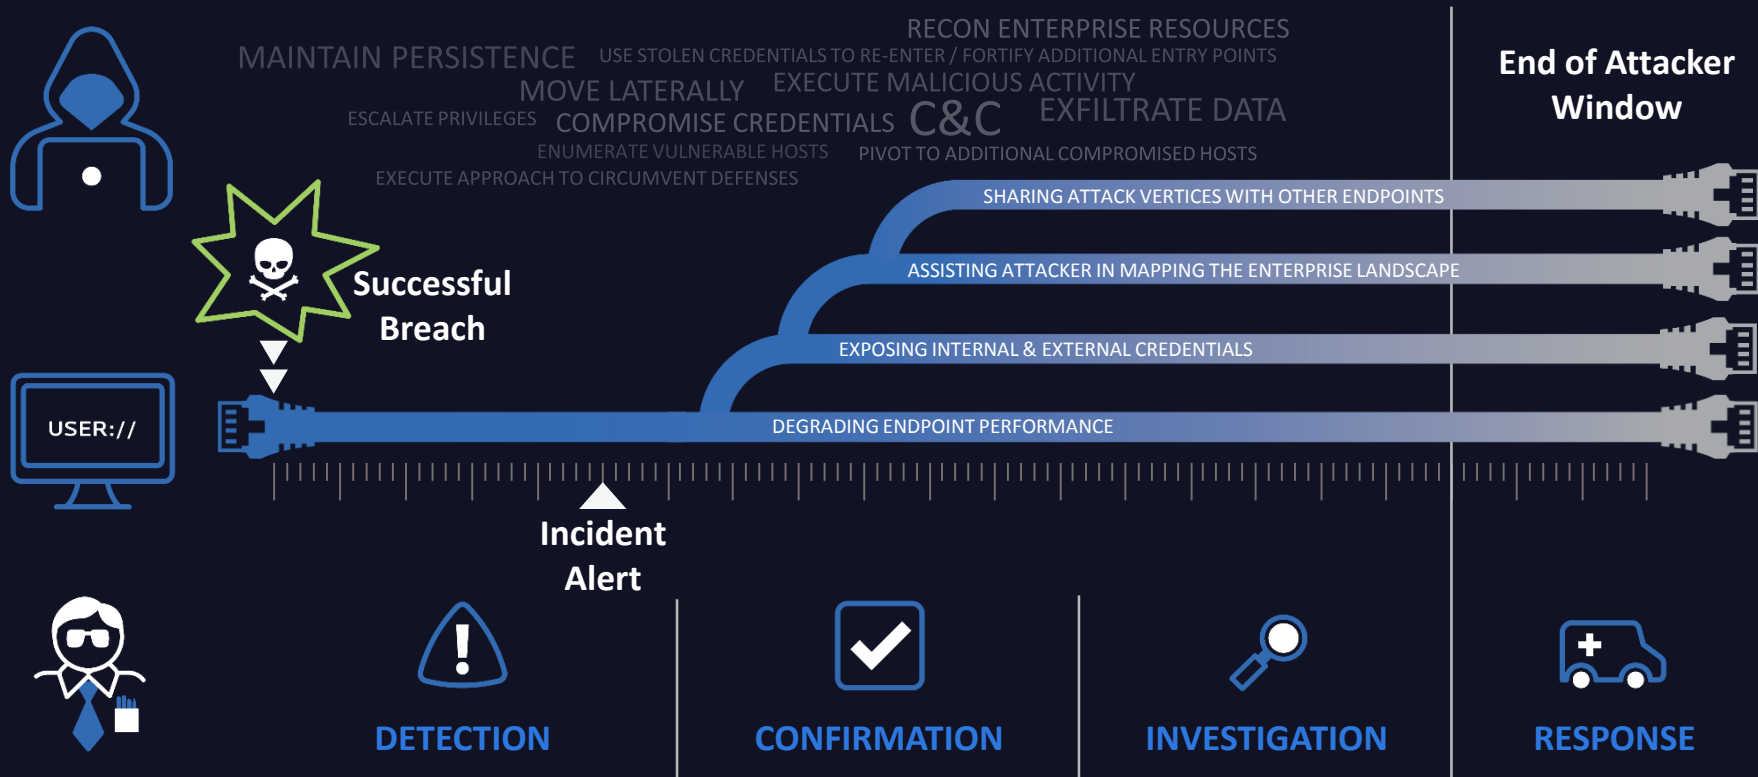 RECON ENTERPRISE RESOURCES
MAINTAIN PERSISTENCE
USE STOLEN CREDENTIALS TO RE-ENTER / FORTIFY ADDITIONAL ENTRY POINTS
MOVE LATERALLY
EXECUTE MALICIOUS ACTIVITY
ESCALATE PRIVILEGES
COMPROMISE CREDENTIALS
C&C
EXFILTRATE DATA
ENUMERATE VULNERABLE HOSTS
PIVOT TO ADDITIONAL COMPROMISED HOSTS
EXECUTE APPROACH TO CIRCUMVENT DEFENSES
End of Attacker
Window
SHARING ATTACK VERTICES WITH OTHER ENDPOINTS
ASSISTING ATTACKER IN MAPPING THE ENTERPRISE LANDSCAPE
Successful
Breach
EXPOSING INTERNAL & EXTERNAL CREDENTIALS
USER://
DEGRADING ENDPOINT PERFORMANCE
Incident
Alert
DETECTION
CONFIRMATION
INVESTIGATION
RESPONSE